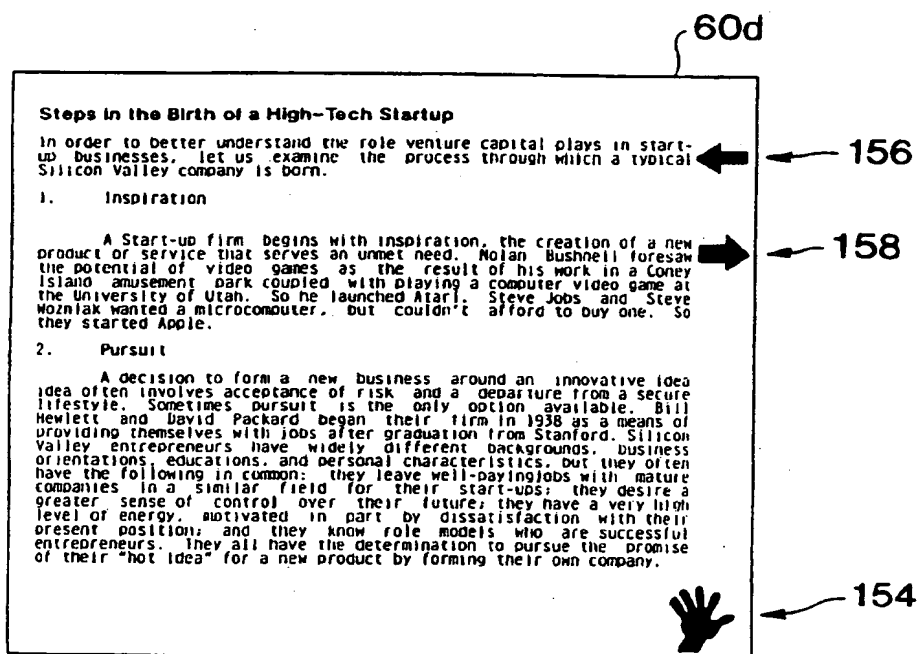 60d
Steps in the Birth of a High-Tech Startup
In order to better understand the role venture capital plays in start-
up businesses, let us examine the process through which a typical
Silicon Valley company is born.
156
1. Inspiration
A Start-up firm begins with inspiration, the creation of a new
158
product or service that serves an unmet need. Nolan Bushnell foresaw
the potential of video games as the result of his work in a Coney
Island amusement park coupled with playing a computer video game at
the University of Utah. So he launched Atari. Steve Jobs and Steve
Wozniak wanted a microcomputer, but couldn't afford to buy one. So
they started Apple.
2. Pursuit
A decision to form a new business around an innovative idea
idea often involves acceptance of risk and a departure from a secure
lifestyle. Sometimes pursuit is the only option available. Bill
Hewlett and David Packard began their firm in 1938 as a means of
providing themselves with jobs after graduation from Stanford. Silicon
Valley entrepreneurs have widely different backgrounds, business
orientations, educations, and personal characteristics, but they often
have the following in common: they leave well-payingjobs with mature
companies in a similar field for their start-ups; they desire a
greater sense of control over their future; they have a very high
level of energy, motivated in part by dissatisfaction with their
present position; and they know role models who are successful
entrepreneurs. They all have the determination to pursue the promise
of their "hot idea" for a new product by forming their own company.
154